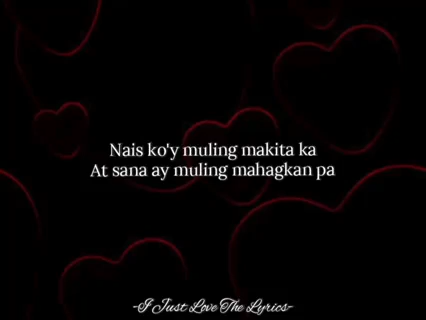 Nais ko'y muling makita ka
At sana ay muling mahagkan pa
~I Just Love The Lyrics~